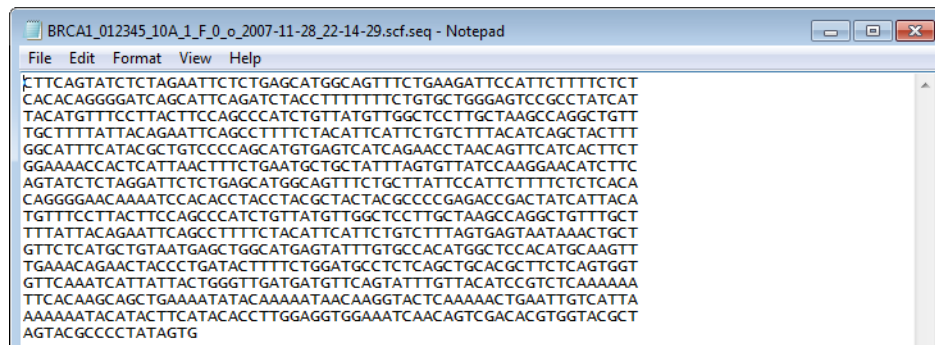 BRCA1_012345_10A_1_F_0_o_2007-11-28_22-14-29.scf.seq - Notepad
File Edit Format View Help
CTTCAGTATCTCTAGAATTCTCTGAGCATGGCAGTTTCTGAAGATTCCATTCTTTTCTCT
CACACAGGGGATCAGCATTCAGATCTACCTTTTTTTCTGTGCTGGGAGTCCGCCTATCAT
TACATGTTTCCTTACTTCCAGCCCATCTGTTATGTTGGCTCCTTGCTAAGCCAGGCTGTT
TGCTTTTATTACAGAATTCAGCCTTTTCTACATTCATTCTGTCTTTACATCAGCTACTTT
GGCATTTCATACGCTGTCCCCAGCATGTGAGTCATCAGAACCTAACAGTTCATCACTTCT
GGAAAACCACTCATTAACTTTCTGAATGCTGCTATTTAGTGTTATCCAAGGAACATCTTC
AGTATCTCTAGGATTCTCTGAGCATGGCAGTTTCTGCTTATTCCATTCTTTTCTCTCACA
CAGGGGAACAAAATCCACACCTACCTACGCTACTACGCCCCGAGACCGACTATCATTACA
TGTTTCCTTACTTCCAGCCCATCTGTTATGTTGGCTCCTTGCTAAGCCAGGCTGTTTGCT
TTTATTACAGAATTCAGCCTTTTCTACATTCATTCTGTCTTTAGTGAGTAATAAACTGCT
GTTCTCATGCTGTAATGAGCTGGCATGAGTATTTGTGCCACATGGCTCCACATGCAAGTT
TGAAACAGAACTACCCTGATACTTTTCTGGATGCCTCTCAGCTGCACGCTTCTCAGTGGT
GTTCAAATCATTATTACTGGGTTGATGATGTTCAGTATTTGTTACATCCGTCTCAAAAAA
TTCACAAGCAGCTGAAAATATACAAAAATAACAAGGTACTCAAAAACTGAATTGTCATTA
AAAAAATACATACTTCATACACCTTGGAGGTGGAAATCAACAGTCGACACGTGGTACGCT
AGTACGCCCCTATAGTG